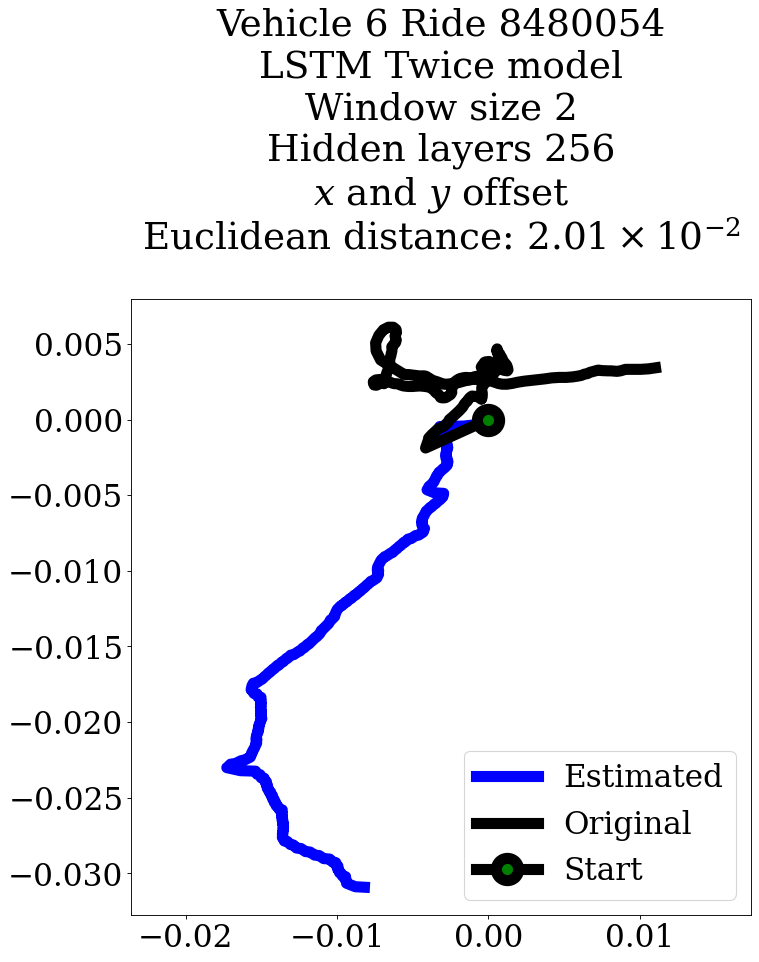 Vehicle 6 Ride 8480054
LSTM Twice model
Window size 2
Hidden layers 256
x and y offset
Euclidean distance: 2.01 × 10⁻²
0.005
0.000
−0.005
−0.010
−0.015
−0.020
−0.025
−0.030
Estimated
Original
Start
−0.02 −0.01 0.00 0.01